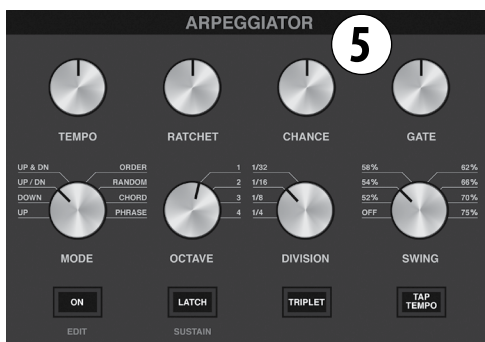 ARPEGGIATOR
5
TEMPO RATCHET CHANCE GATE
UP & DN ORDER 1 1/32 58% 62%
UP / DN RANDOM 2 1/16 54% 66%
DOWN CHORD 3 1/8 52% 70%
UP PHRASE 4 1/4 OFF 75%
MODE OCTAVE DIVISION SWING
ON LATCH TRIPLET TAP
TEMPO
EDIT SUSTAIN